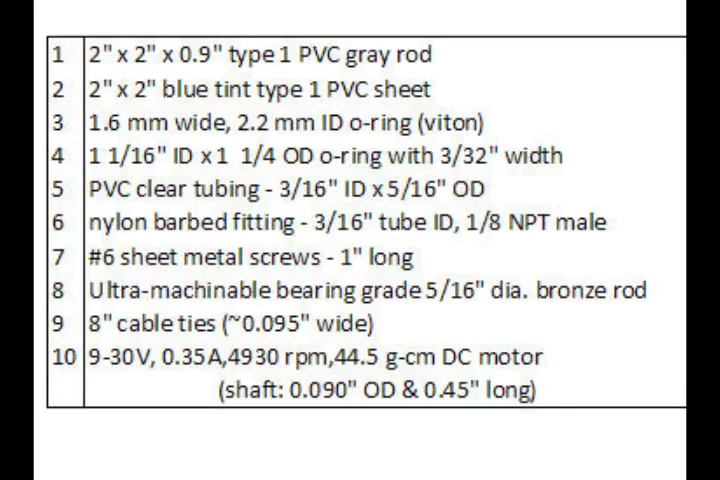 1 2" x 2" x 0.9" type 1 PVC gray rod
2 2" x 2" blue tint type 1 PVC sheet
3 1.6 mm wide, 2.2 mm ID o-ring (viton)
4 1 1/16" ID x 1 1/4 OD o-ring with 3/32" width
5 PVC clear tubing - 3/16" ID x 5/16" OD
6 nylon barbed fitting - 3/16" tube ID, 1/8 NPT male
7 #6 sheet metal screws - 1" long
8 Ultra-machinable bearing grade 5/16" dia. bronze rod
9 8" cable ties (~0.095" wide)
10 9-30V, 0.35A,4930 rpm,44.5 g-cm DC motor
(shaft: 0.090" OD & 0.45" long)